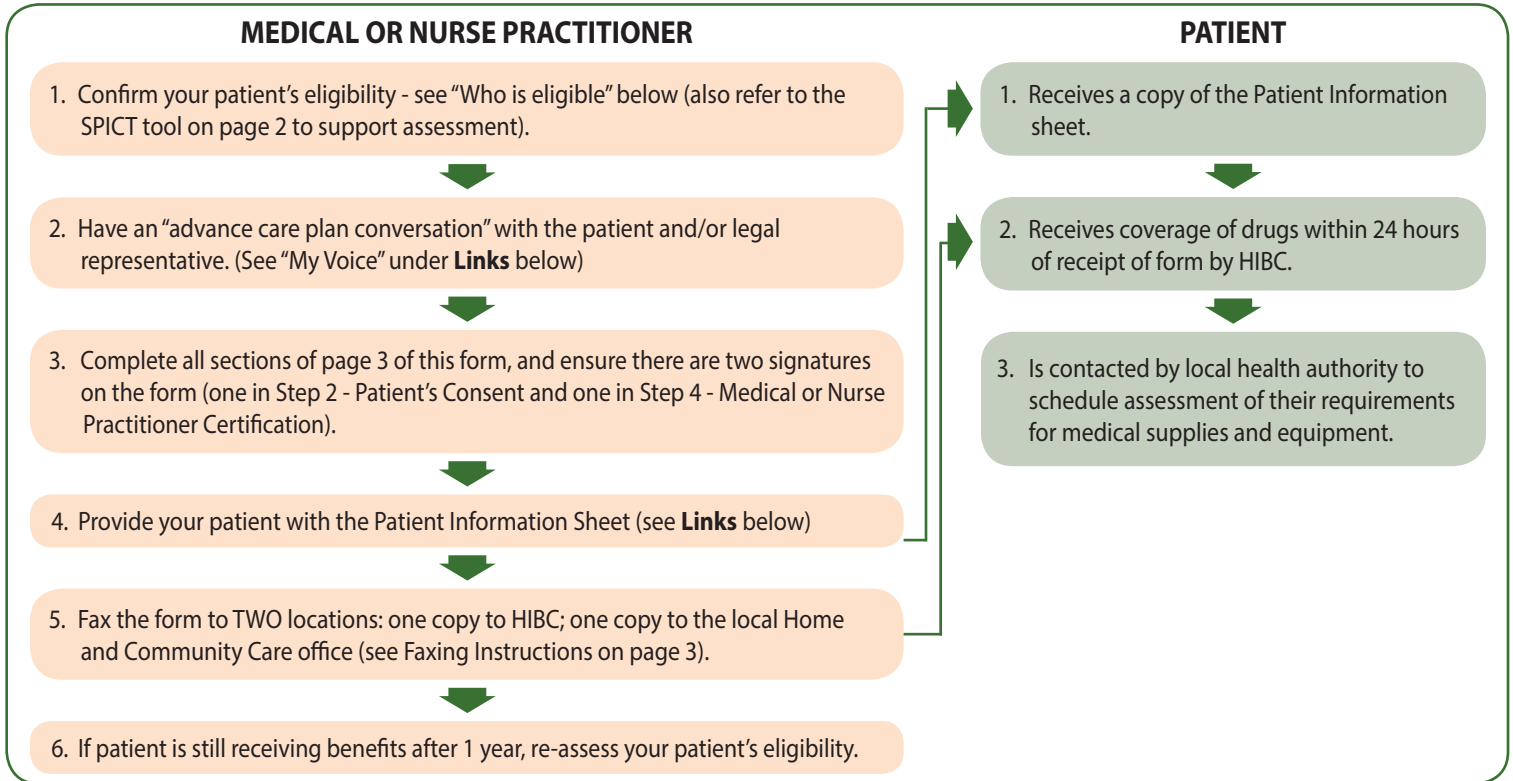 MEDICAL OR NURSE PRACTITIONER
1. Confirm your patient's eligibility - see “Who is eligible” below (also refer to the
SPICT tool on page 2 to support assessment).
2. Have an “advance care plan conversation” with the patient and/or legal
representative. (See “My Voice” under Links below)
3. Complete all sections of page 3 of this form, and ensure there are two signatures
on the form (one in Step 2 - Patient's Consent and one in Step 4 - Medical or Nurse
Practitioner Certification).
4. Provide your patient with the Patient Information Sheet (see Links below)
5. Fax the form to TWO locations: one copy to HIBC; one copy to the local Home
and Community Care office (see Faxing Instructions on page 3).
6. If patient is still receiving benefits after 1 year, re-assess your patient's eligibility.
PATIENT
1. Receives a copy of the Patient Information
sheet.
2. Receives coverage of drugs within 24 hours
of receipt of form by HIBC.
3. Is contacted by local health authority to
schedule assessment of their requirements
for medical supplies and equipment.